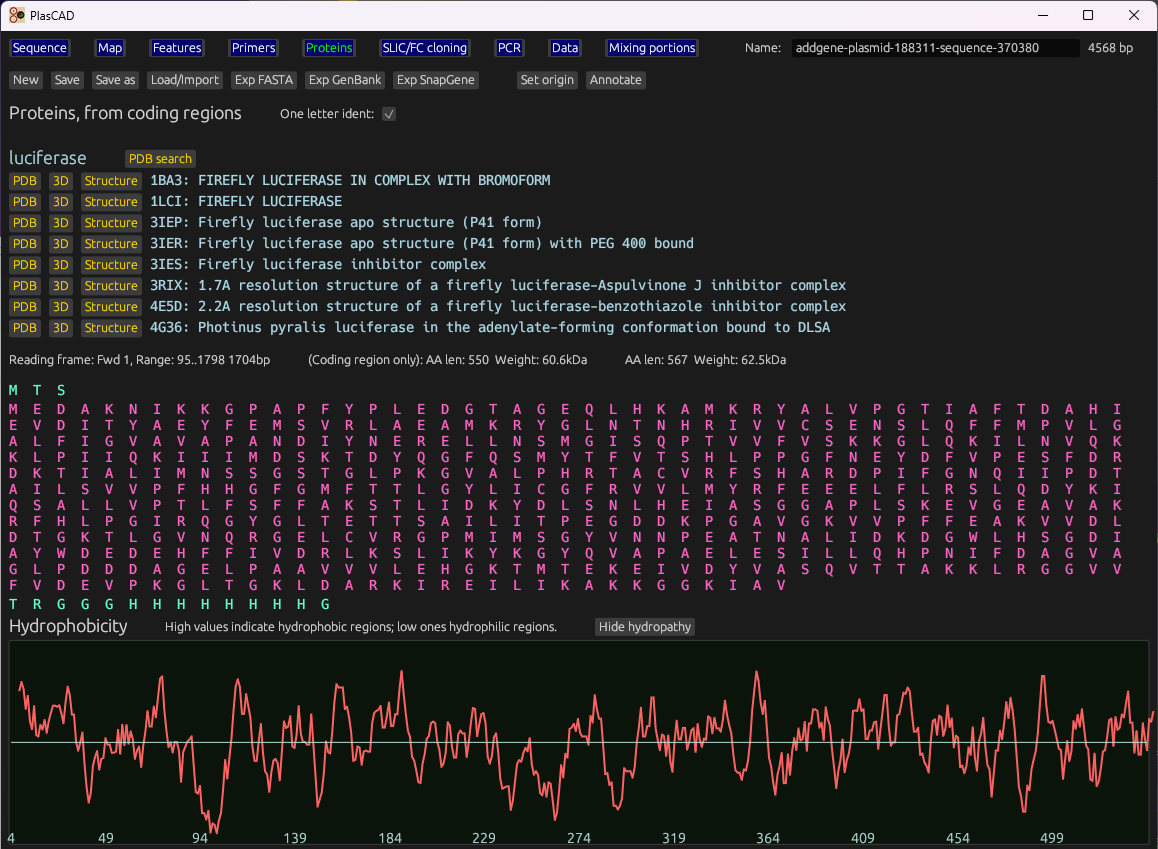 PlasCAD
Sequence Map Features Primers Proteins SLIC/FC cloning PCR Data Mixing portions Name: addgene-plasmid-188311-sequence-370380 4568 bp
New Save Save as Load/Import Exp FASTA Exp GenBank Exp SnapGene Set origin Annotate
Proteins, from coding regions One letter ident:
luciferase PDB search
PDB 3D Structure 1BA3: FIREFLY LUCIFERASE IN COMPLEX WITH BROMOFORM
PDB 3D Structure 1LCI: FIREFLY LUCIFERASE
PDB 3D Structure 3IEP: Firefly luciferase apo structure (P41 form)
PDB 3D Structure 3IER: Firefly luciferase apo structure (P41 form) with PEG 400 bound
PDB 3D Structure 3IES: Firefly luciferase inhibitor complex
PDB 3D Structure 3RIX: 1.7A resolution structure of a firefly luciferase-Aspulvinone J inhibitor complex
PDB 3D Structure 4E5D: 2.2A resolution structure of a firefly luciferase-benzothiazole inhibitor complex
PDB 3D Structure 4G36: Photinus pyralis luciferase in the adenylate-forming conformation bound to DLSA
Reading frame: Fwd 1, Range: 95..1798 1704bp (Coding region only): AA len: 550 Weight: 60.6kDa AA len: 567 Weight: 62.5kDa
M T S
M E D A K N I K K G P A P F Y P L E D G T A G E Q L H K A M K R Y A L V P G T I A F T D A H I
E V D I T Y A E Y F E M S V R L A E A M K R Y G L N T N H R I V V C S E N S L Q F F M P V L G
A L F I G V A V A P A N D I Y N E R E L L N S M G I S Q P T V V F V S K K G L Q K I L N V Q K
K L P I I Q K I I I M D S K T D Y Q G F Q S M Y T F V T S H L P P G F N E Y D F V P E S F D R
D K T I A L I M N S S G S T G L P K G V A L P H R T A C V R F S H A R D P I F G N Q I I P D T
A I L S V V P F H H G F G M F T T L G Y L I C G F R V V L M Y R F E E E L F L R S L Q D Y K I
Q S A L L V P T L F S F F A K S T L I D K Y D L S N L H E I A S G G A P L S K E V G E A V A K
R F H L P G I R Q G Y G L T E T T S A I L I T P E G D D K P G A V G K V V P F F E A K V V D L
D T G K T L G V N Q R G E L C V R G P M I M S G Y V N N P E A T N A L I D K D G W L H S G D I
A Y W D E D E H F F I V D R L K S L I K Y K G Y Q V A P A E L E S I L L Q H P N I F D A G V A
G L P D D D A G E L P A A V V V L E H G K T M T E K E I V D Y V A S Q V T T A K K L R G G V V
F V D E V P K G L T G K L D A R K I R E I L I K A K K G G K I A V
T R G G G H H H H H H H G
Hydrophobicity High values indicate hydrophobic regions; low ones hydrophilic regions. Hide hydropathy
4 49 94 139 184 229 274 319 364 409 454 499